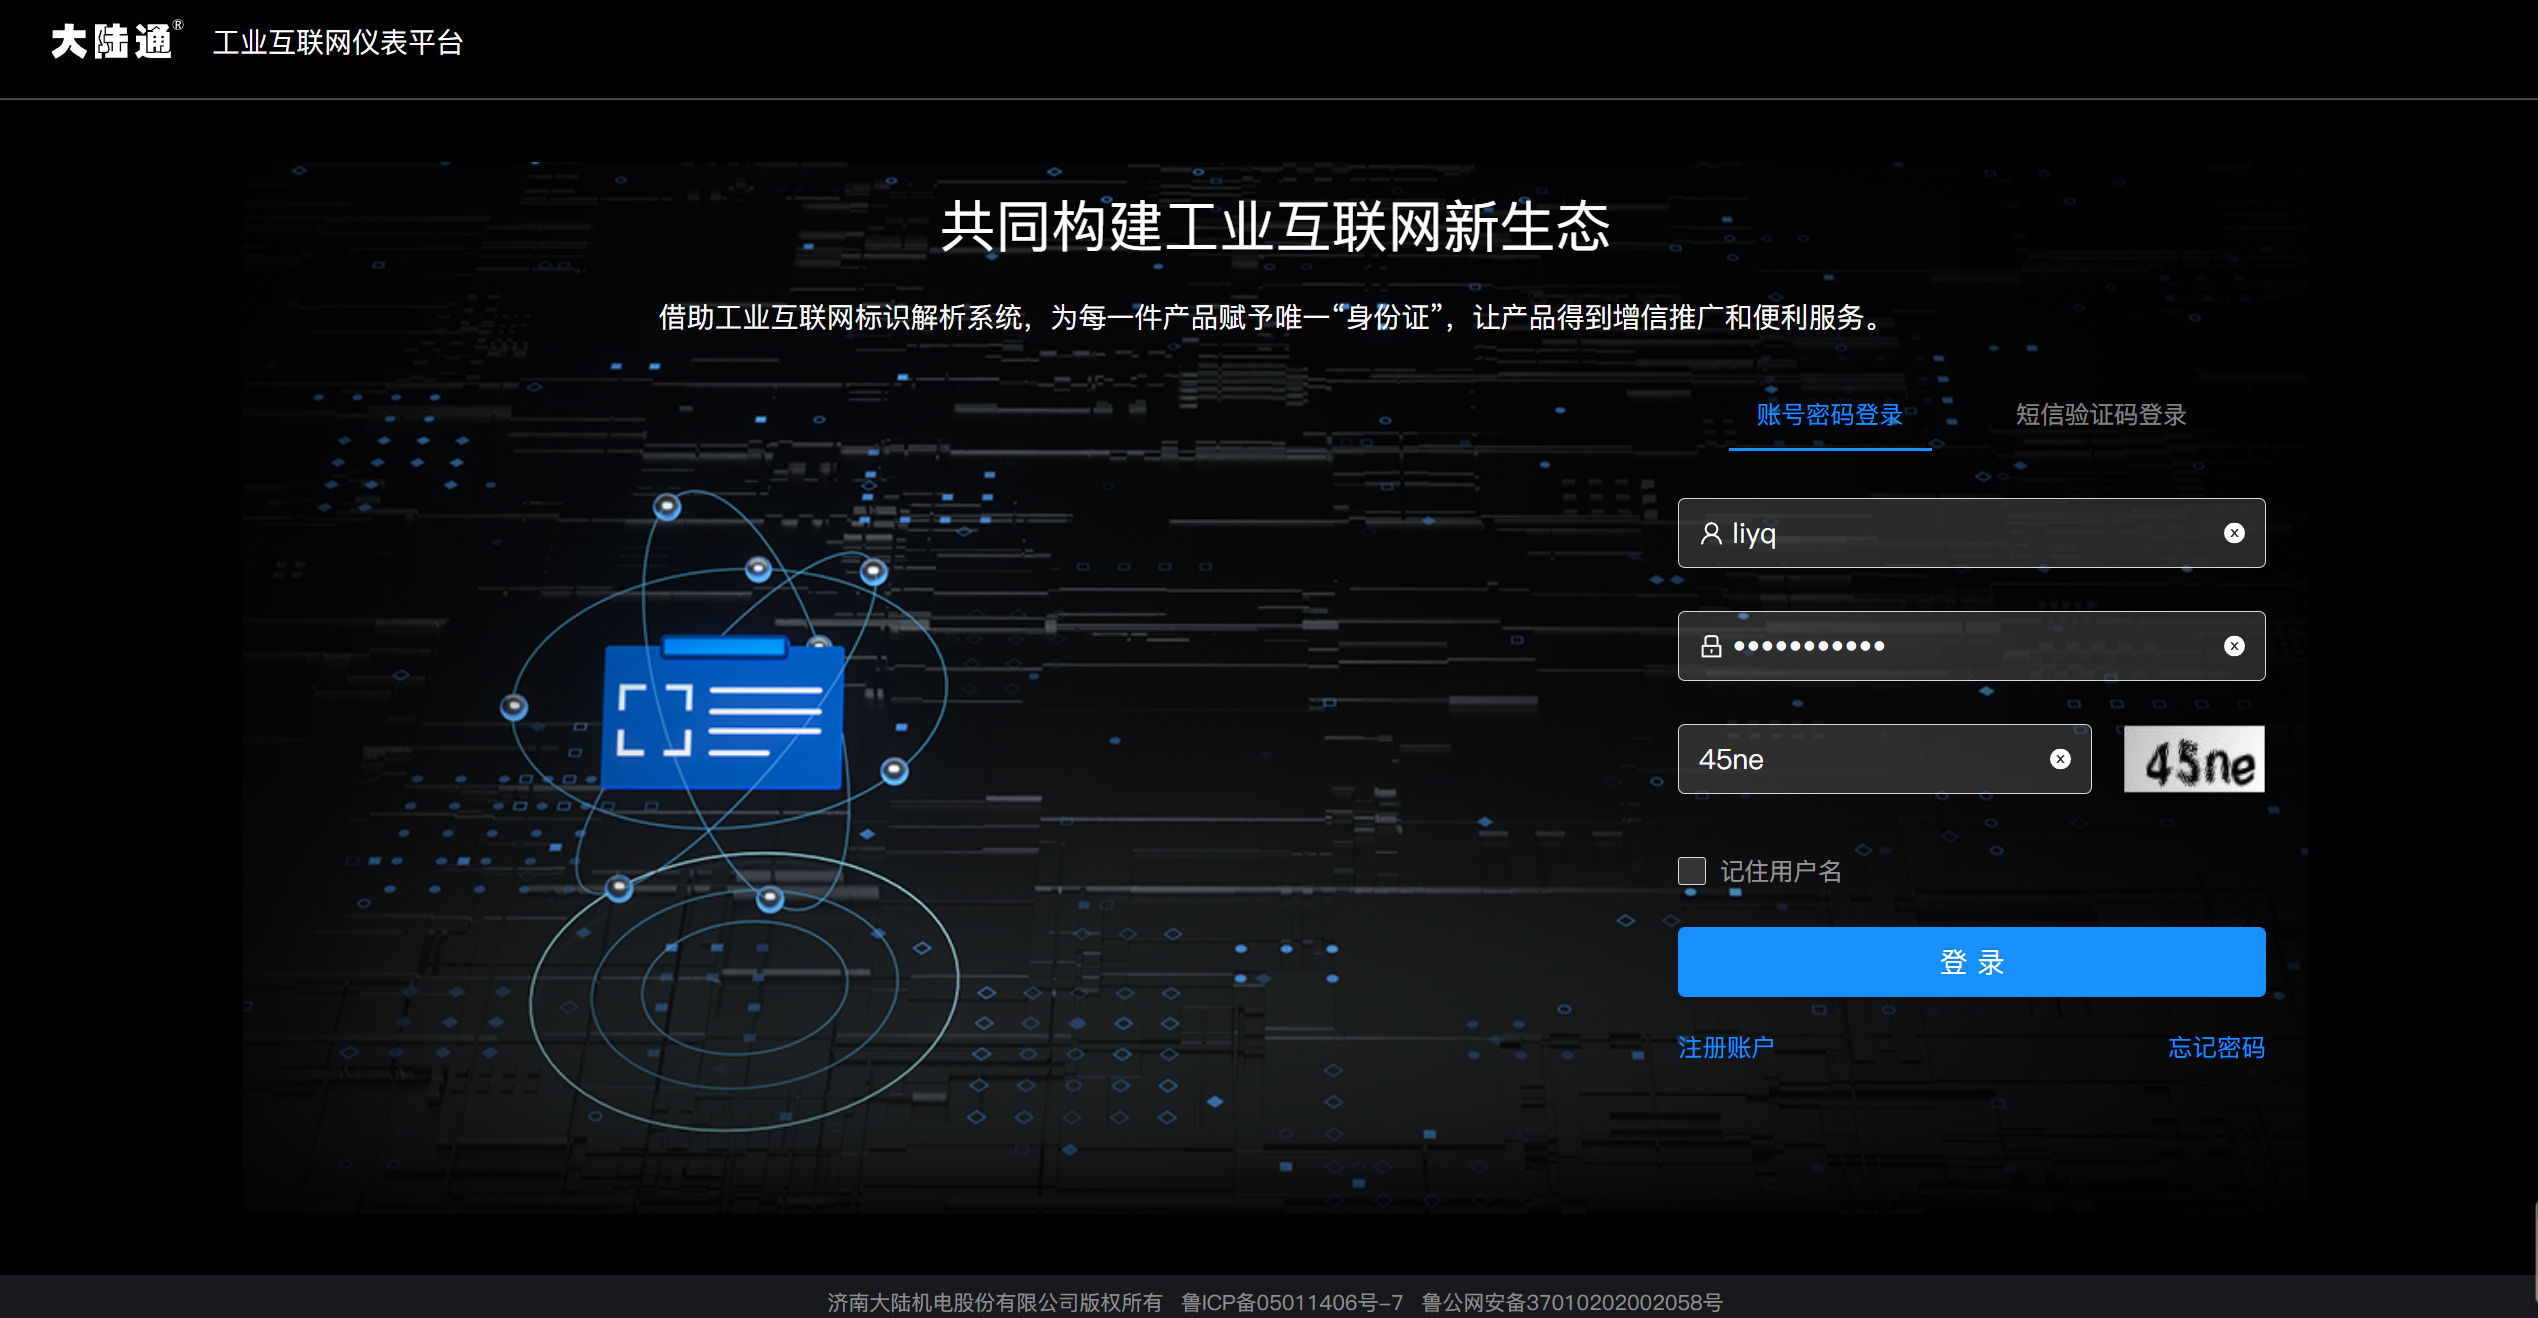 大陆通® 工业互联网仪表平台
共同构建工业互联网新生态
借助工业互联网标识解析系统，为每一件产品赋予唯一“身份证”，让产品得到增信推广和便利服务。
账号密码登录 短信验证码登录
liyq
•••••••••••
45ne 45ne
记住用户名
登 录
注册账户 忘记密码
济南大陆机电股份有限公司版权所有 鲁ICP备05011406号-7 鲁公网安备37010202002058号